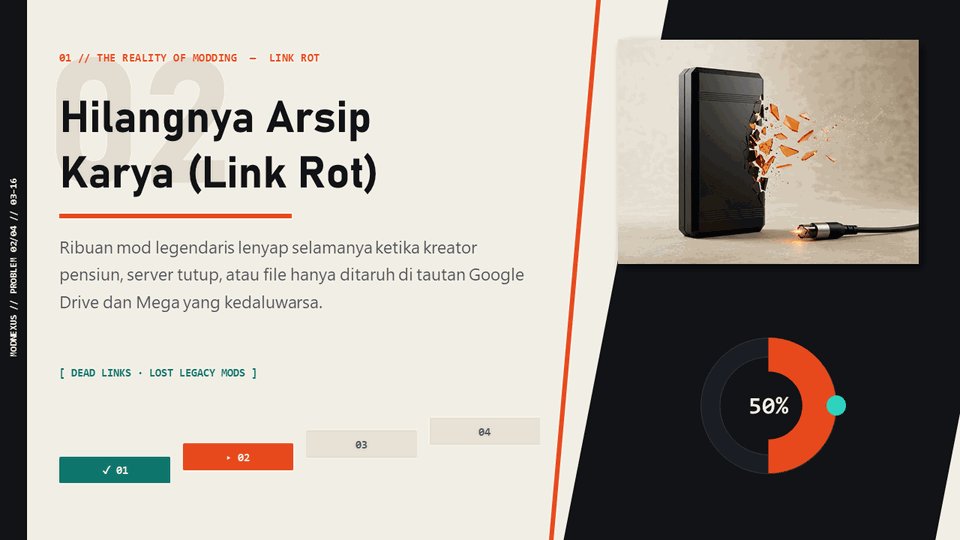 01 // THE REALITY OF MODDING — LINK ROT
02
Hilangnya Arsip
Karya (Link Rot)
Ribuan mod legendaris lenyap selamanya ketika kreator
pensiun, server tutup, atau file hanya ditaruh di tautan Google
Drive dan Mega yang kedaluwarsa.
[ DEAD LINKS · LOST LEGACY MODS ]
✓ 01
▸ 02
03
04
50%
MODNEXUS // PROBLEM 02/04 // 03-16